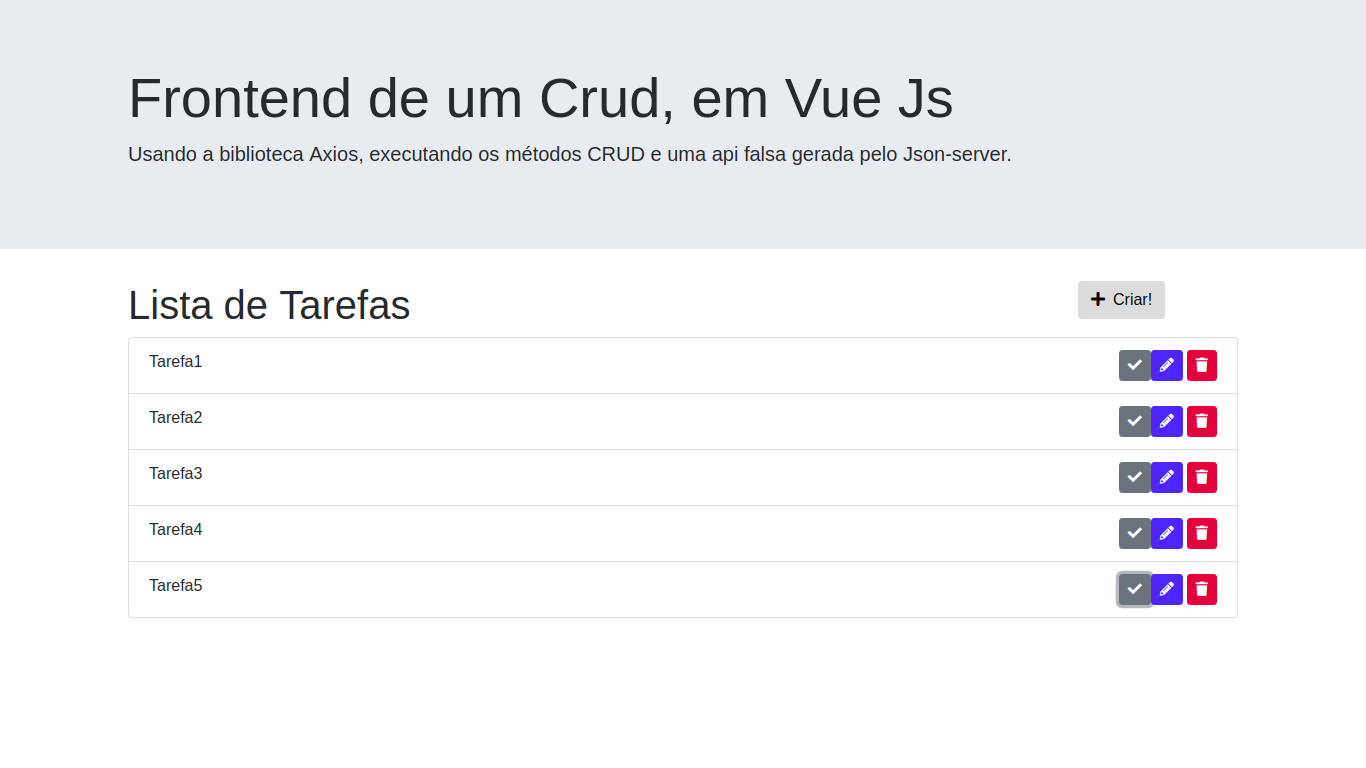 Frontend de um Crud, em Vue Js
Usando a biblioteca Axios, executando os métodos CRUD e uma api falsa gerada pelo Json-server.
Lista de Tarefas
Criar!
Tarefa1
Tarefa2
Tarefa3
Tarefa4
Tarefa5